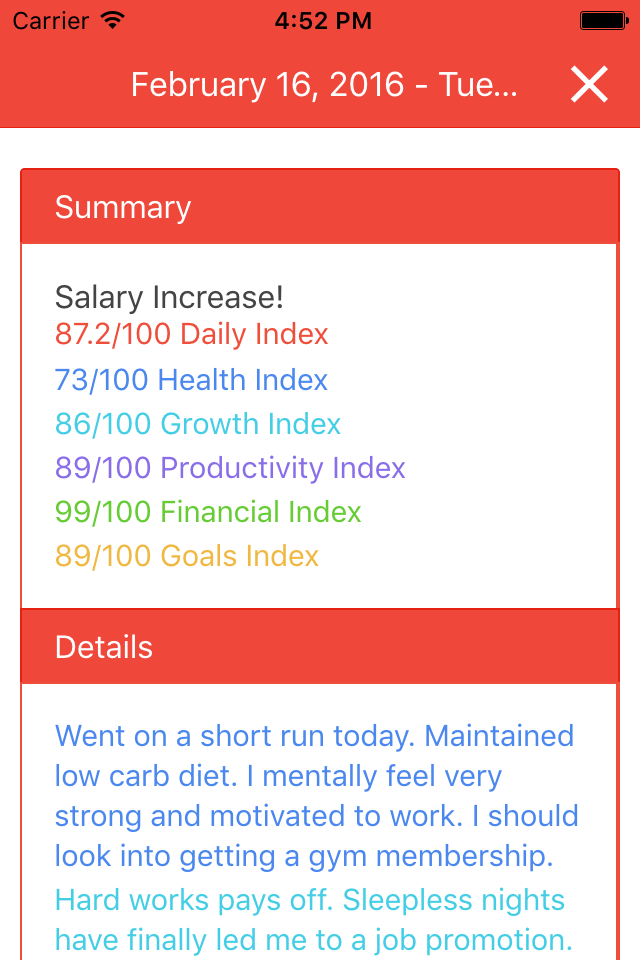 Carrier 4:52 PM
February 16, 2016 - Tue...
Summary
Salary Increase!
87.2/100 Daily Index
73/100 Health Index
86/100 Growth Index
89/100 Productivity Index
99/100 Financial Index
89/100 Goals Index
Details
Went on a short run today. Maintained
low carb diet. I mentally feel very
strong and motivated to work. I should
look into getting a gym membership.
Hard works pays off. Sleepless nights
have finally led me to a job promotion.